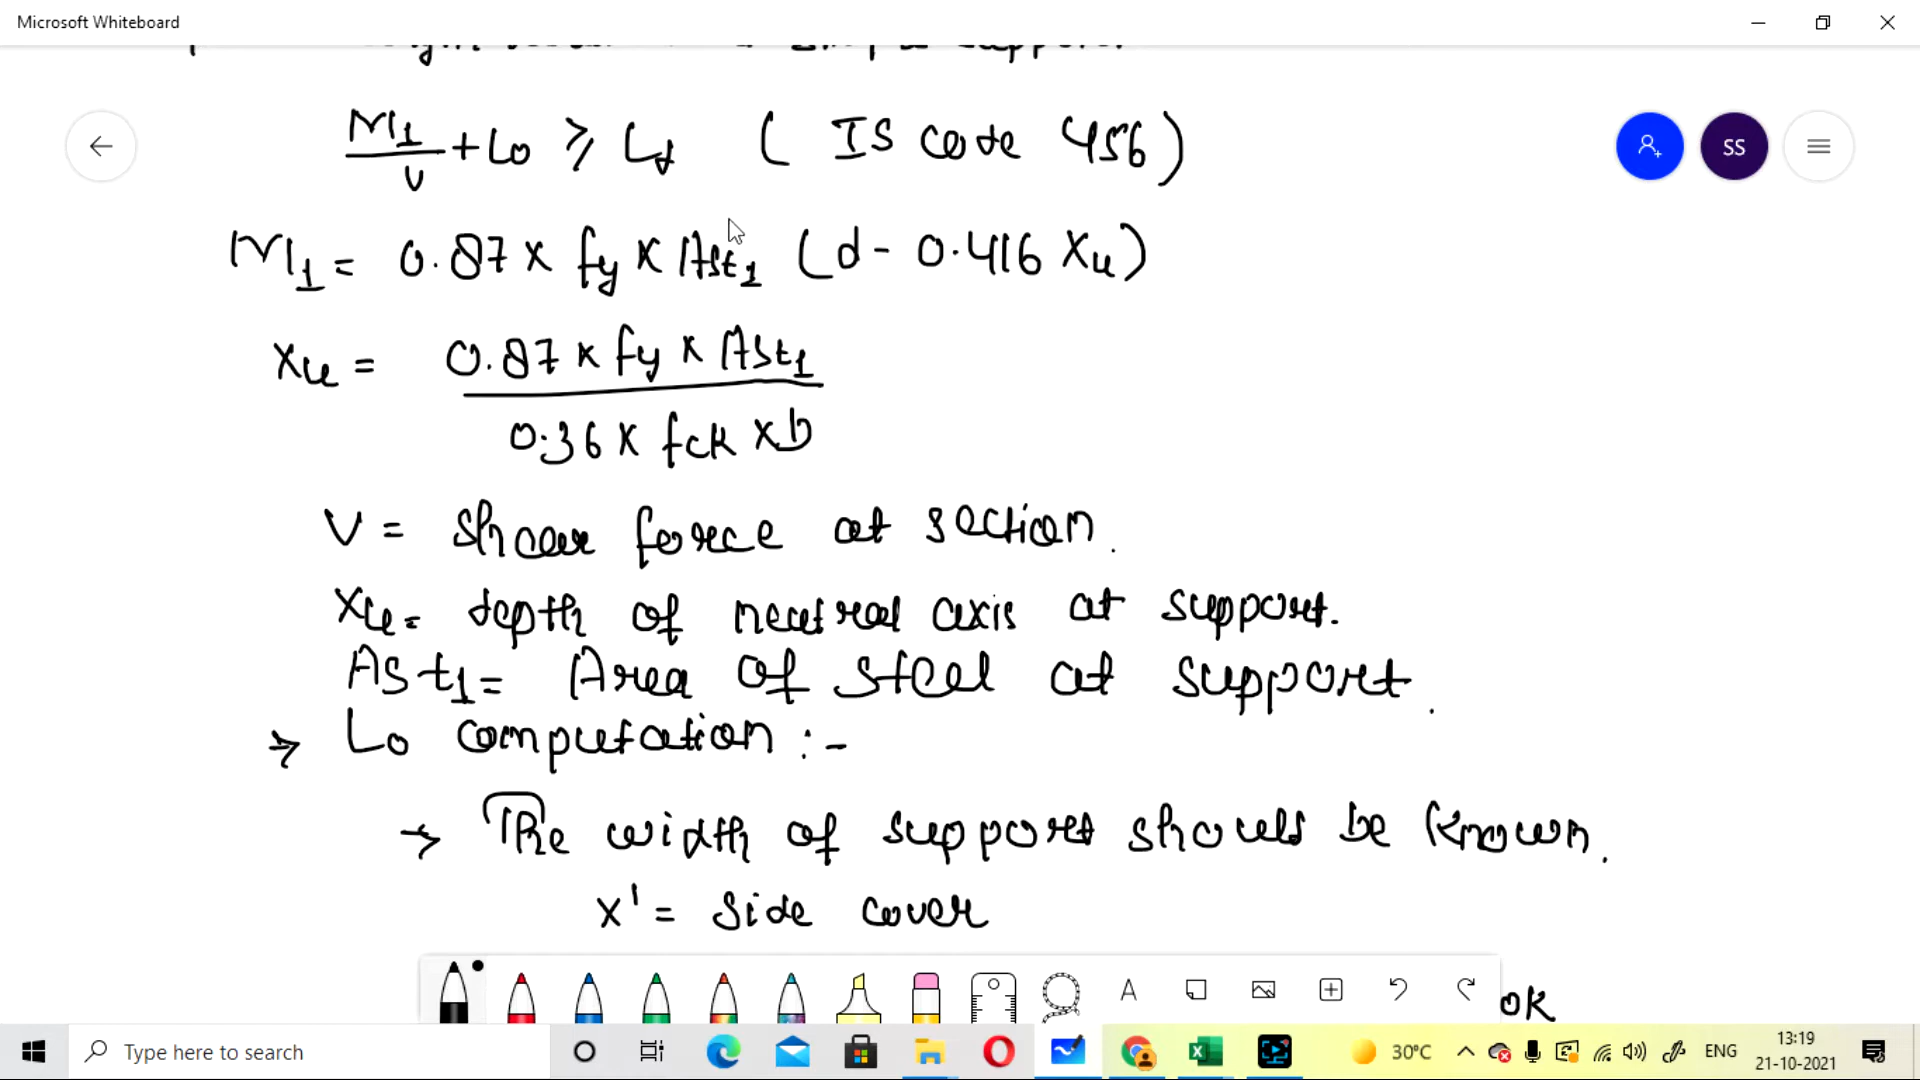 Microsoft Whiteboard
M1/V + Lo ≥ Ld ( IS code 456)
M1 = 0.87 x fy x Ast1 (d - 0.416 Xu)
Xu = 0.87 x fy x Ast1
0.36 x fck x b
V = Shear force at section.
Xu = depth of neutral axis at support.
Ast1 = Area of steel at support.
→ Lo computation :-
→ The width of support should be known.
x' = Side cover
ok
SS
A
Type here to search
30°C
ENG
13:19
21-10-2021